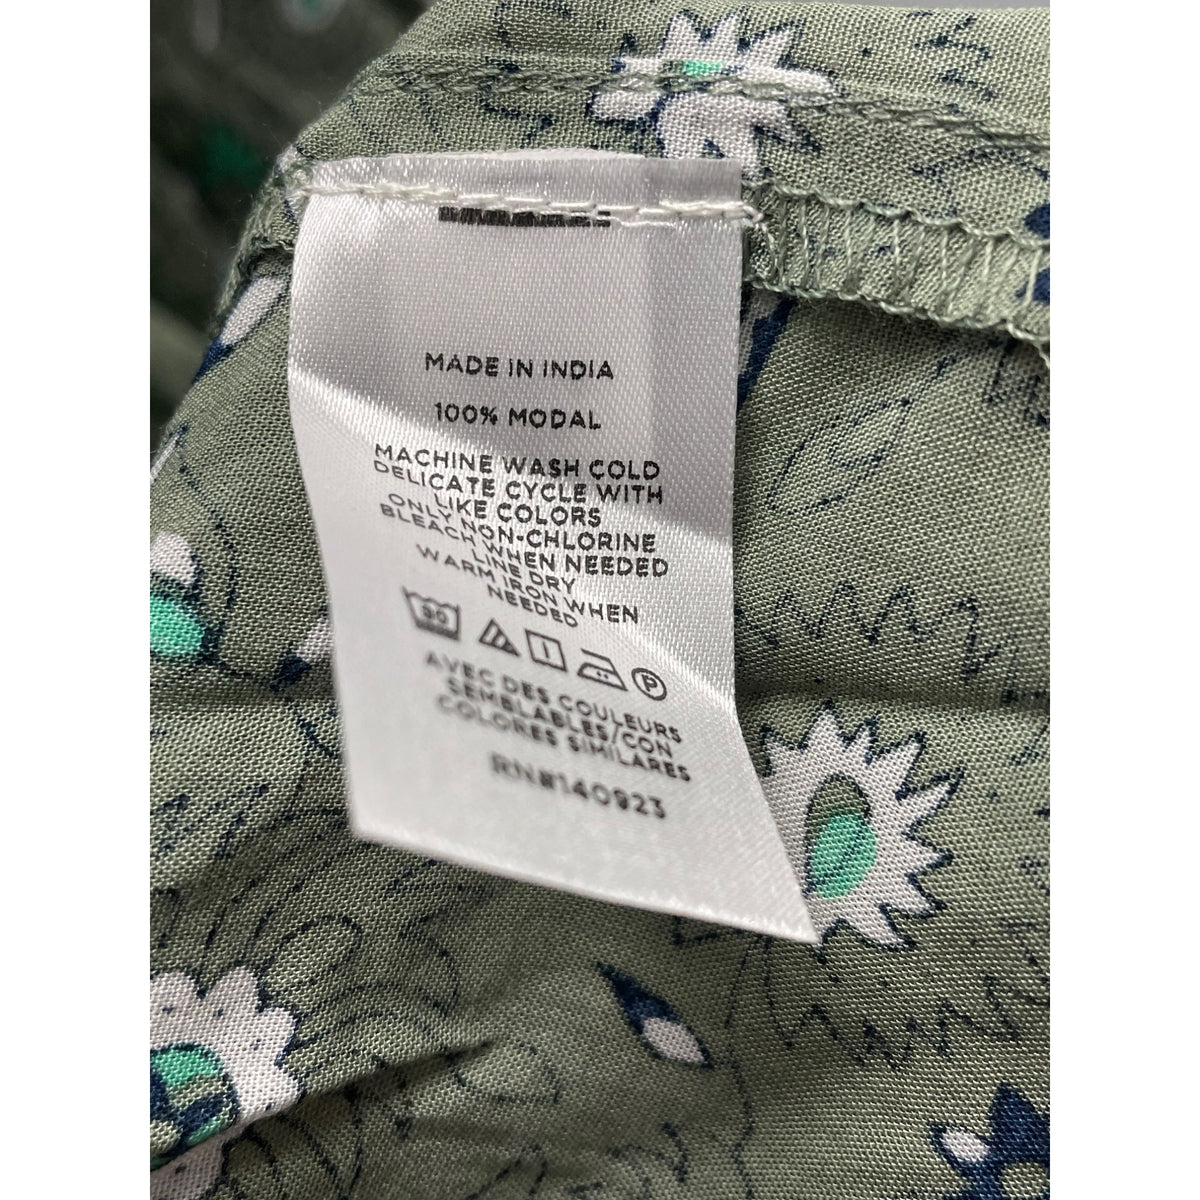 MADE IN INDIA
100% MODAL
MACHINE WASH COLD
DELICATE CYCLE WITH
LIKE COLORS
ONLY NON-CHLORINE
BLEACH WHEN NEEDED
LINE DRY
WARM IRON WHEN
NEEDED
30
P
AVEC DES COULEURS
SEMBLABLES/CON
COLORES SIMILARES
RN#140923